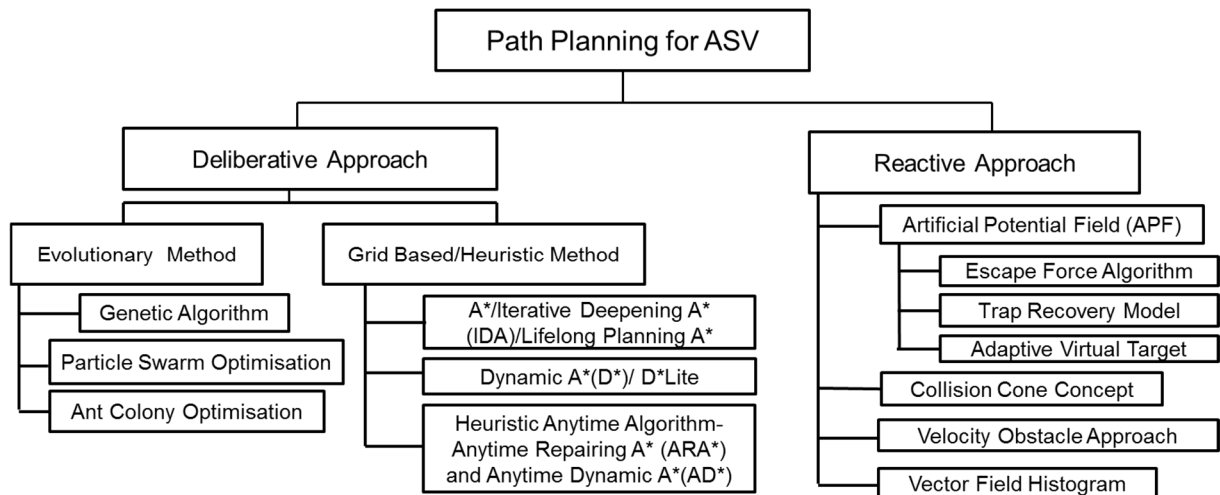 Path Planning for ASV
Deliberative Approach
Reactive Approach
Evolutionary Method
Grid Based/Heuristic Method
Genetic Algorithm
Particle Swarm Optimisation
Ant Colony Optimisation
A*/Iterative Deepening A*
(IDA)/Lifelong Planning A*
Dynamic A*(D*)/ D*Lite
Heuristic Anytime Algorithm-
Anytime Repairing A* (ARA*)
and Anytime Dynamic A*(AD*)
Artificial Potential Field (APF)
Escape Force Algorithm
Trap Recovery Model
Adaptive Virtual Target
Collision Cone Concept
Velocity Obstacle Approach
Vector Field Histogram